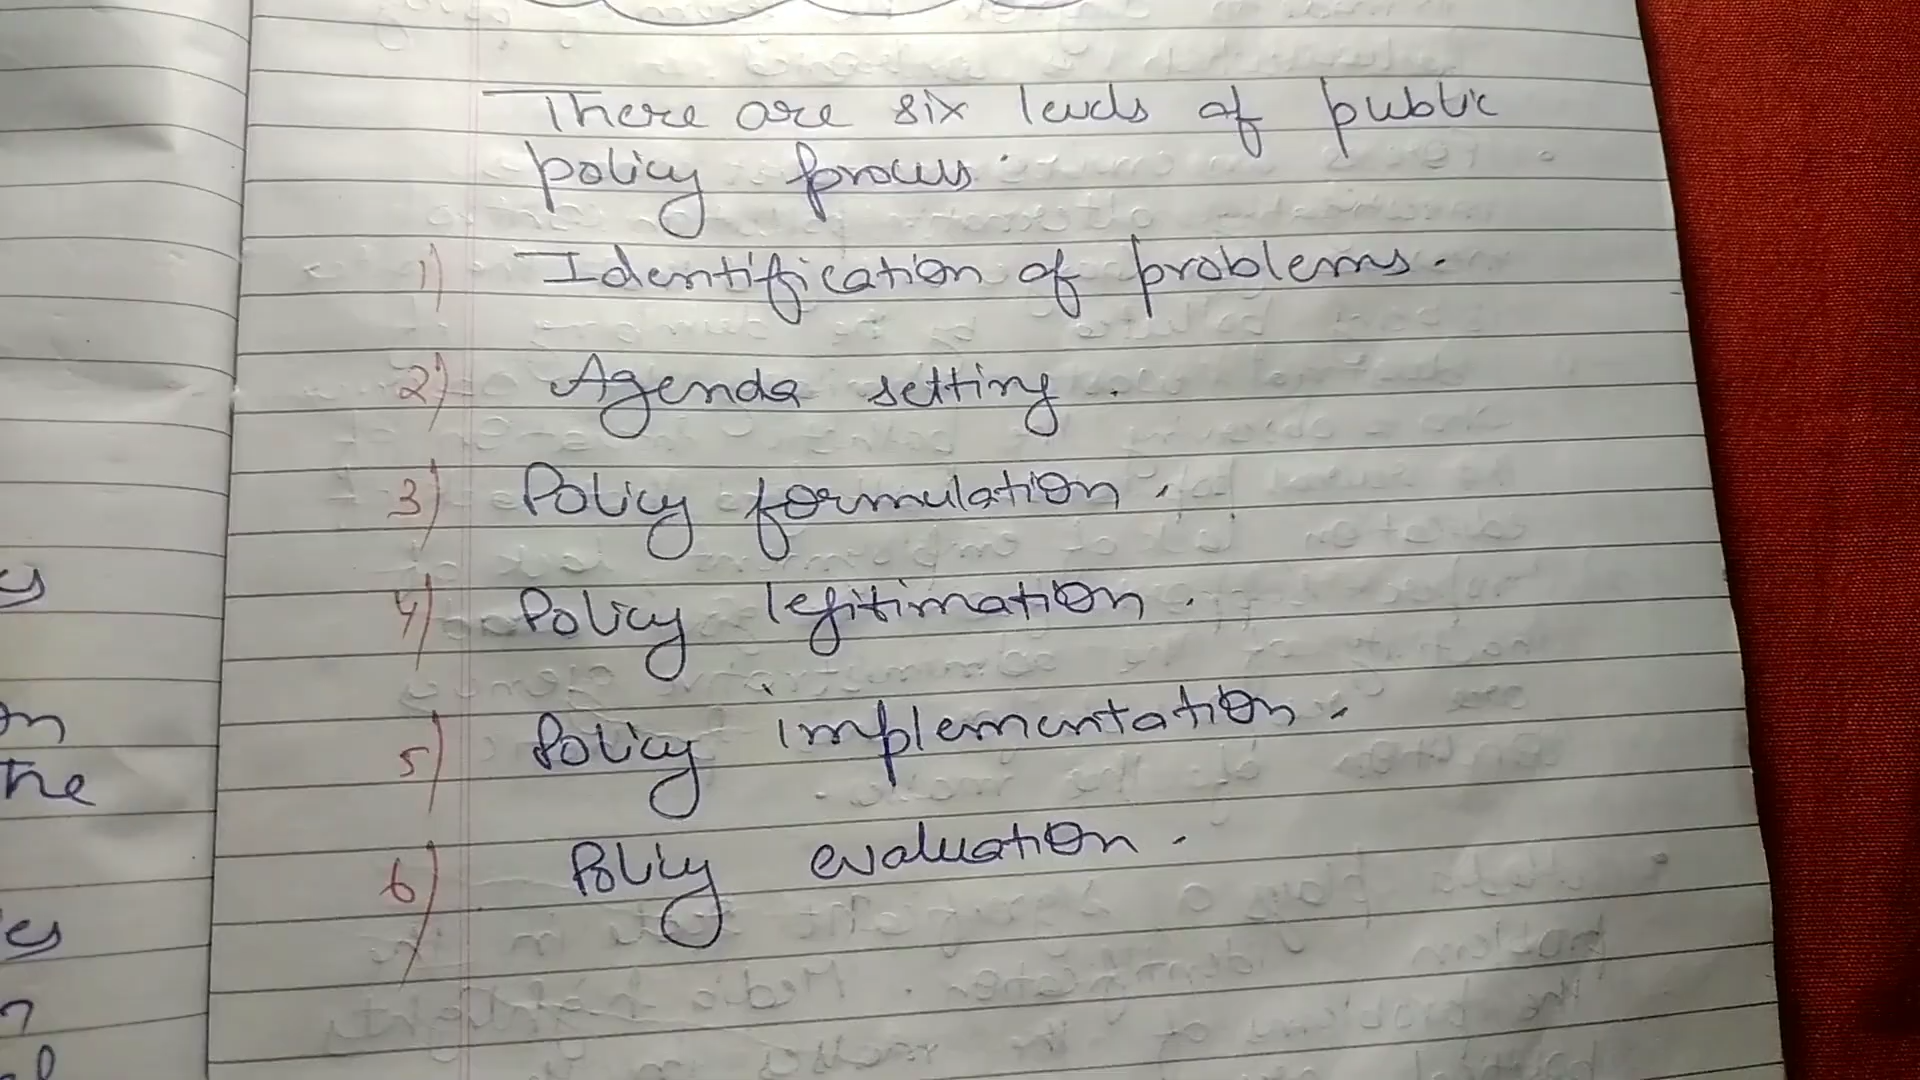 There are six levels of public
policy process.
1) Identification of problems.
2) Agenda setting.
3) Policy formulation.
4) Policy legitimation.
5) Policy implementation.
6) Policy evaluation.
the